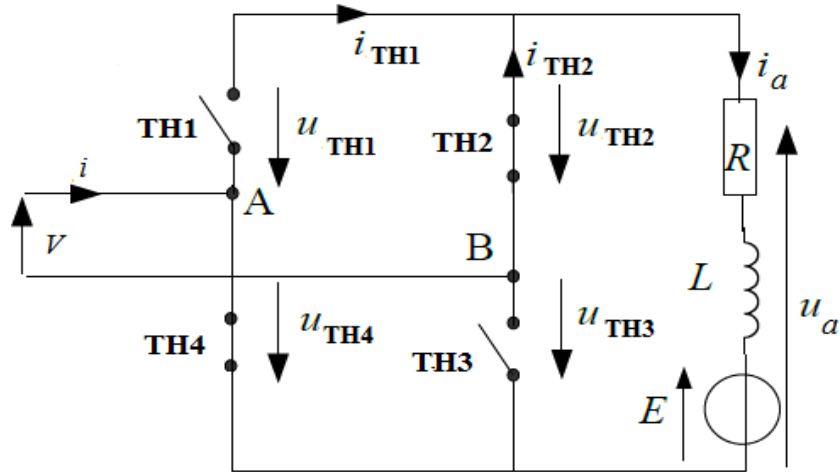 i TH1
i TH2
i a
TH1
u TH1
TH2
u TH2
R
i
A
V
B
L
u a
TH4
u TH4
TH3
u TH3
E